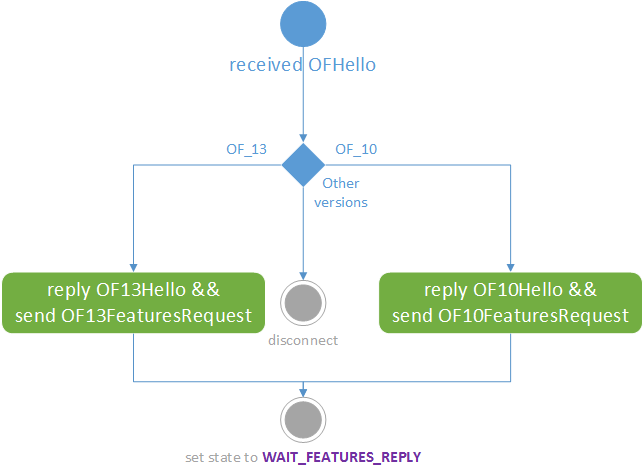 received OFHello
OF_13
OF_10
Other
versions
reply OF13Hello &&
send OF13FeaturesRequest
reply OF10Hello &&
send OF10FeaturesRequest
disconnect
set state to WAIT_FEATURES_REPLY